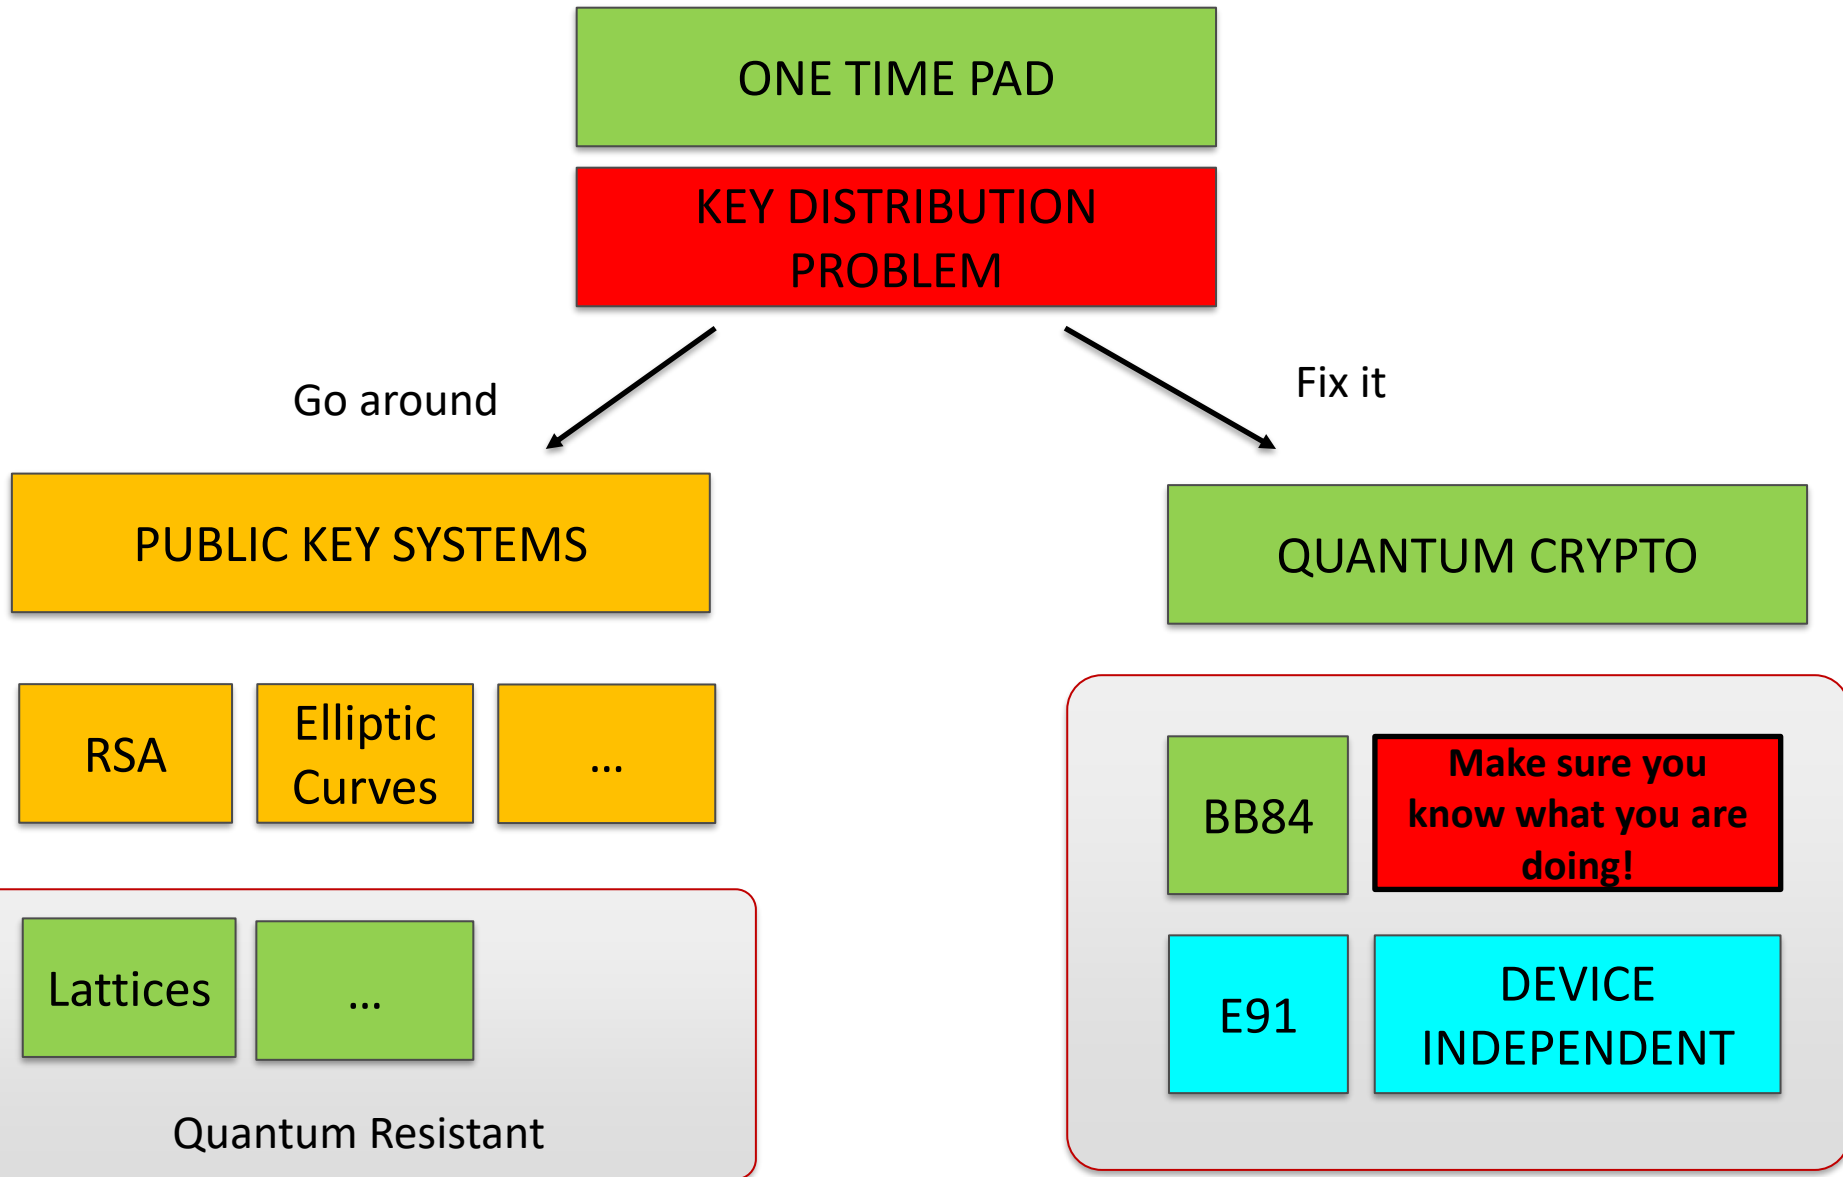 ONE TIME PAD
KEY DISTRIBUTION
PROBLEM
Go around
Fix it
PUBLIC KEY SYSTEMS
QUANTUM CRYPTO
RSA
Elliptic
Curves
...
BB84
Make sure you
know what you are
doing!
Lattices
...
Quantum Resistant
E91
DEVICE
INDEPENDENT